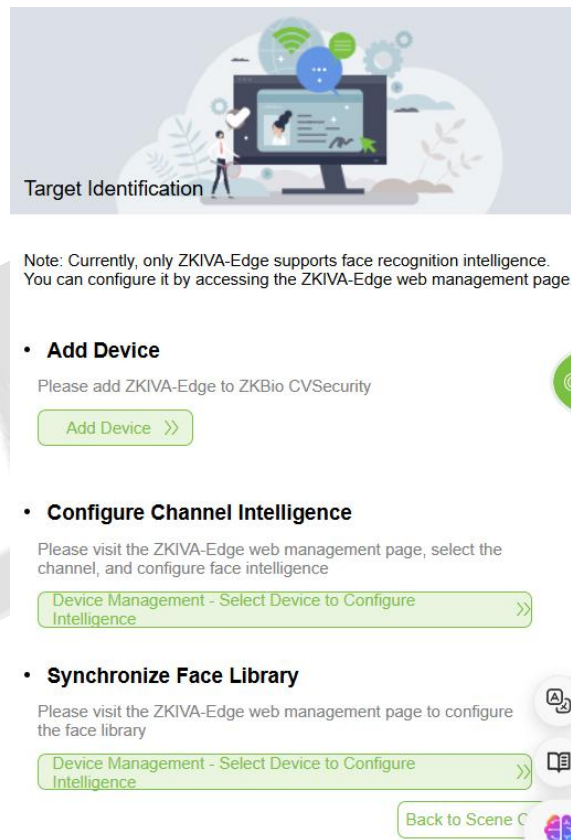 Target Identification
Note: Currently, only ZKIVA-Edge supports face recognition intelligence.
You can configure it by accessing the ZKIVA-Edge web management page
• Add Device
Please add ZKIVA-Edge to ZKBio CVSecurity
Add Device
• Configure Channel Intelligence
Please visit the ZKIVA-Edge web management page, select the
channel, and configure face intelligence
Device Management - Select Device to Configure
Intelligence
• Synchronize Face Library
Please visit the ZKIVA-Edge web management page to configure
the face library
Device Management - Select Device to Configure
Intelligence
Back to Scene